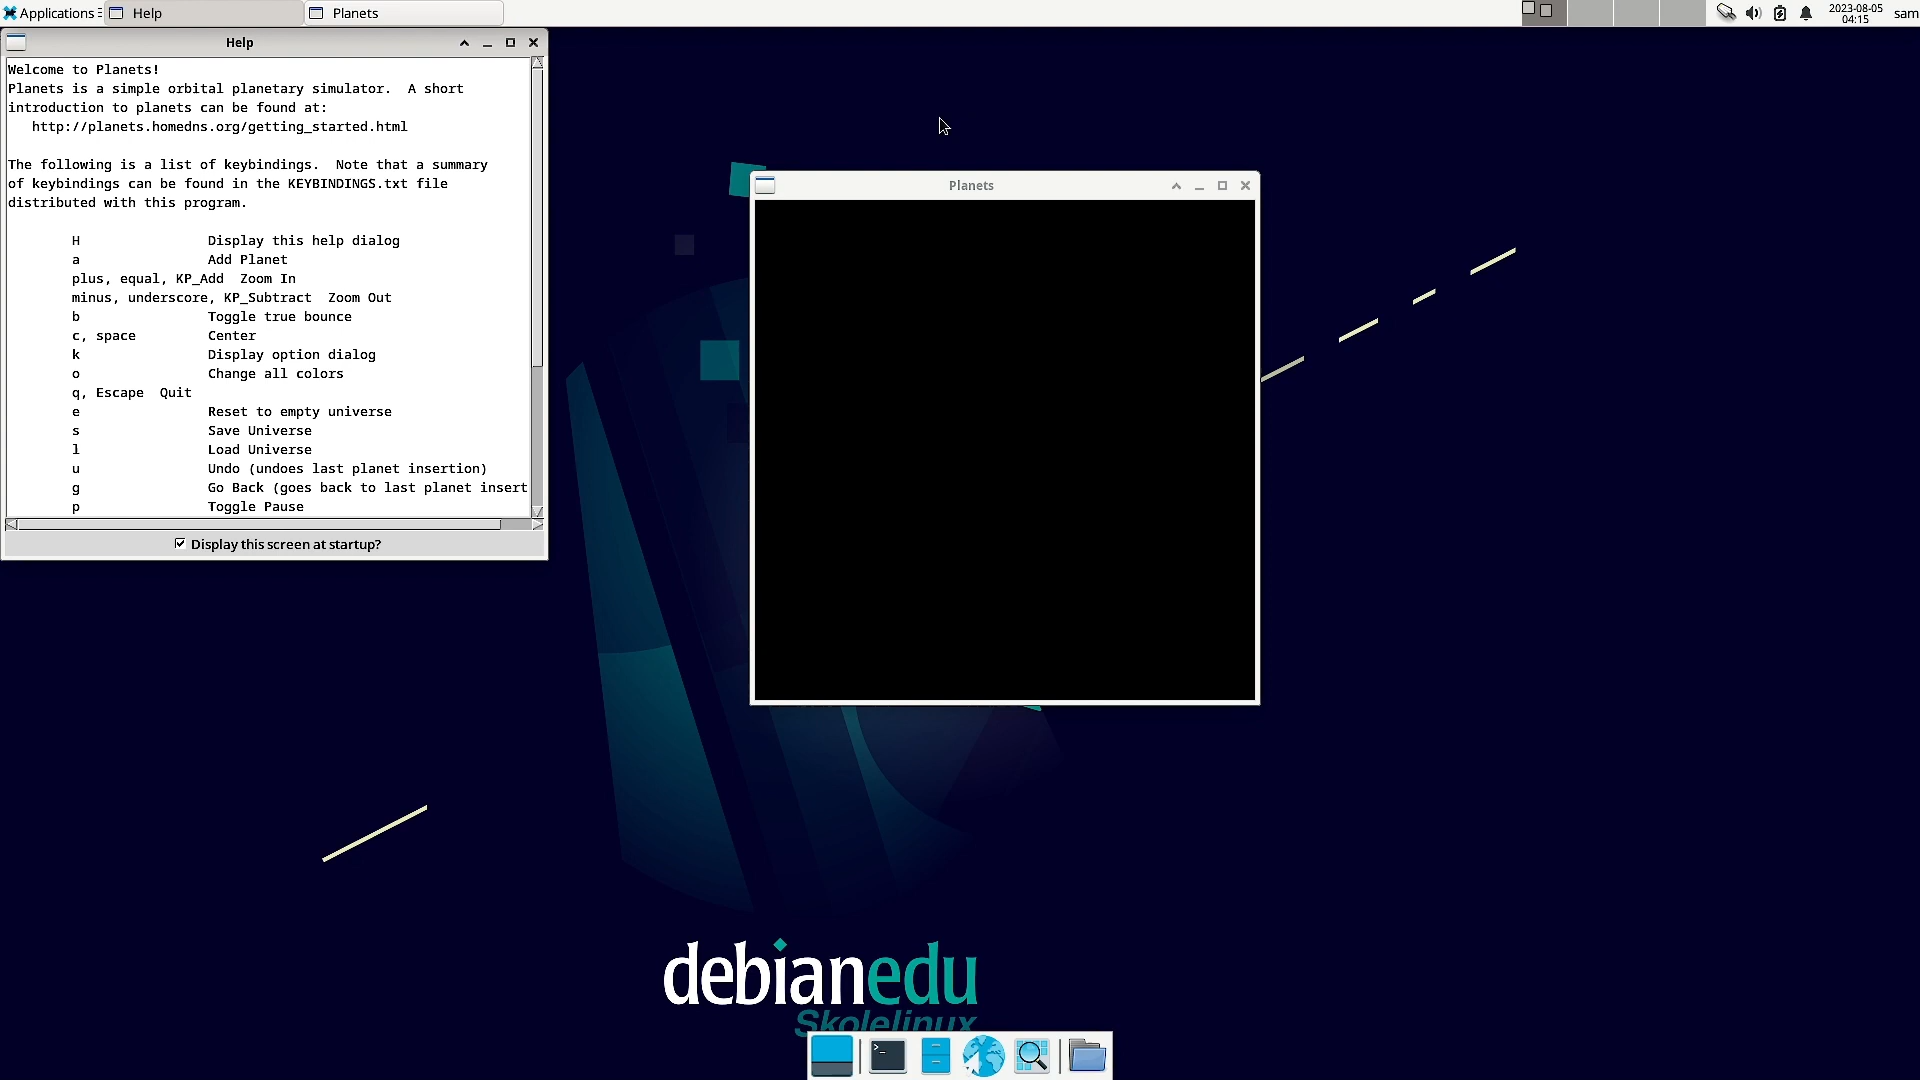 Applications
Help
Planets
2023-08-05
04:15
sam
Help
Welcome to Planets!
Planets is a simple orbital planetary simulator.  A short
introduction to planets can be found at:
http://planets.homedns.org/getting_started.html
The following is a list of keybindings.  Note that a summary
of keybindings can be found in the KEYBINDINGS.txt file
distributed with this program.
H Display this help dialog
a Add Planet
plus, equal, KP_Add  Zoom In
minus, underscore, KP_Subtract  Zoom Out
b Toggle true bounce
c, space Center
k Display option dialog
o Change all colors
q, Escape  Quit
e Reset to empty universe
s Save Universe
l Load Universe
u Undo (undoes last planet insertion)
g Go Back (goes back to last planet insert
p Toggle Pause
Display this screen at startup?
Planets
debianedu
Skolelinux